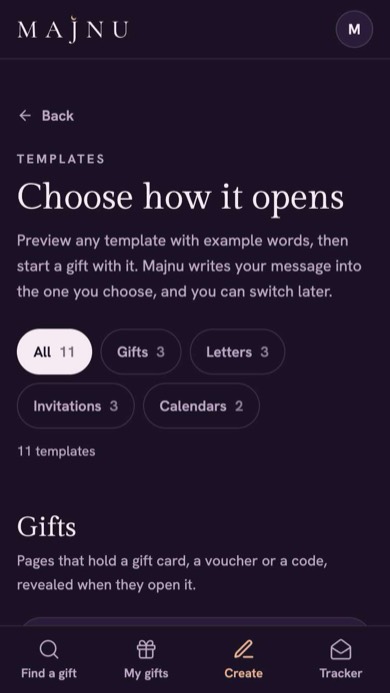 MAJNU
M
← Back
TEMPLATES
Choose how it opens
Preview any template with example words, then
start a gift with it. Majnu writes your message into
the one you choose, and you can switch later.
All 11
Gifts 3
Letters 3
Invitations 3
Calendars 2
11 templates
Gifts
Pages that hold a gift card, a voucher or a code,
revealed when they open it.
Find a gift
My gifts
Create
Tracker